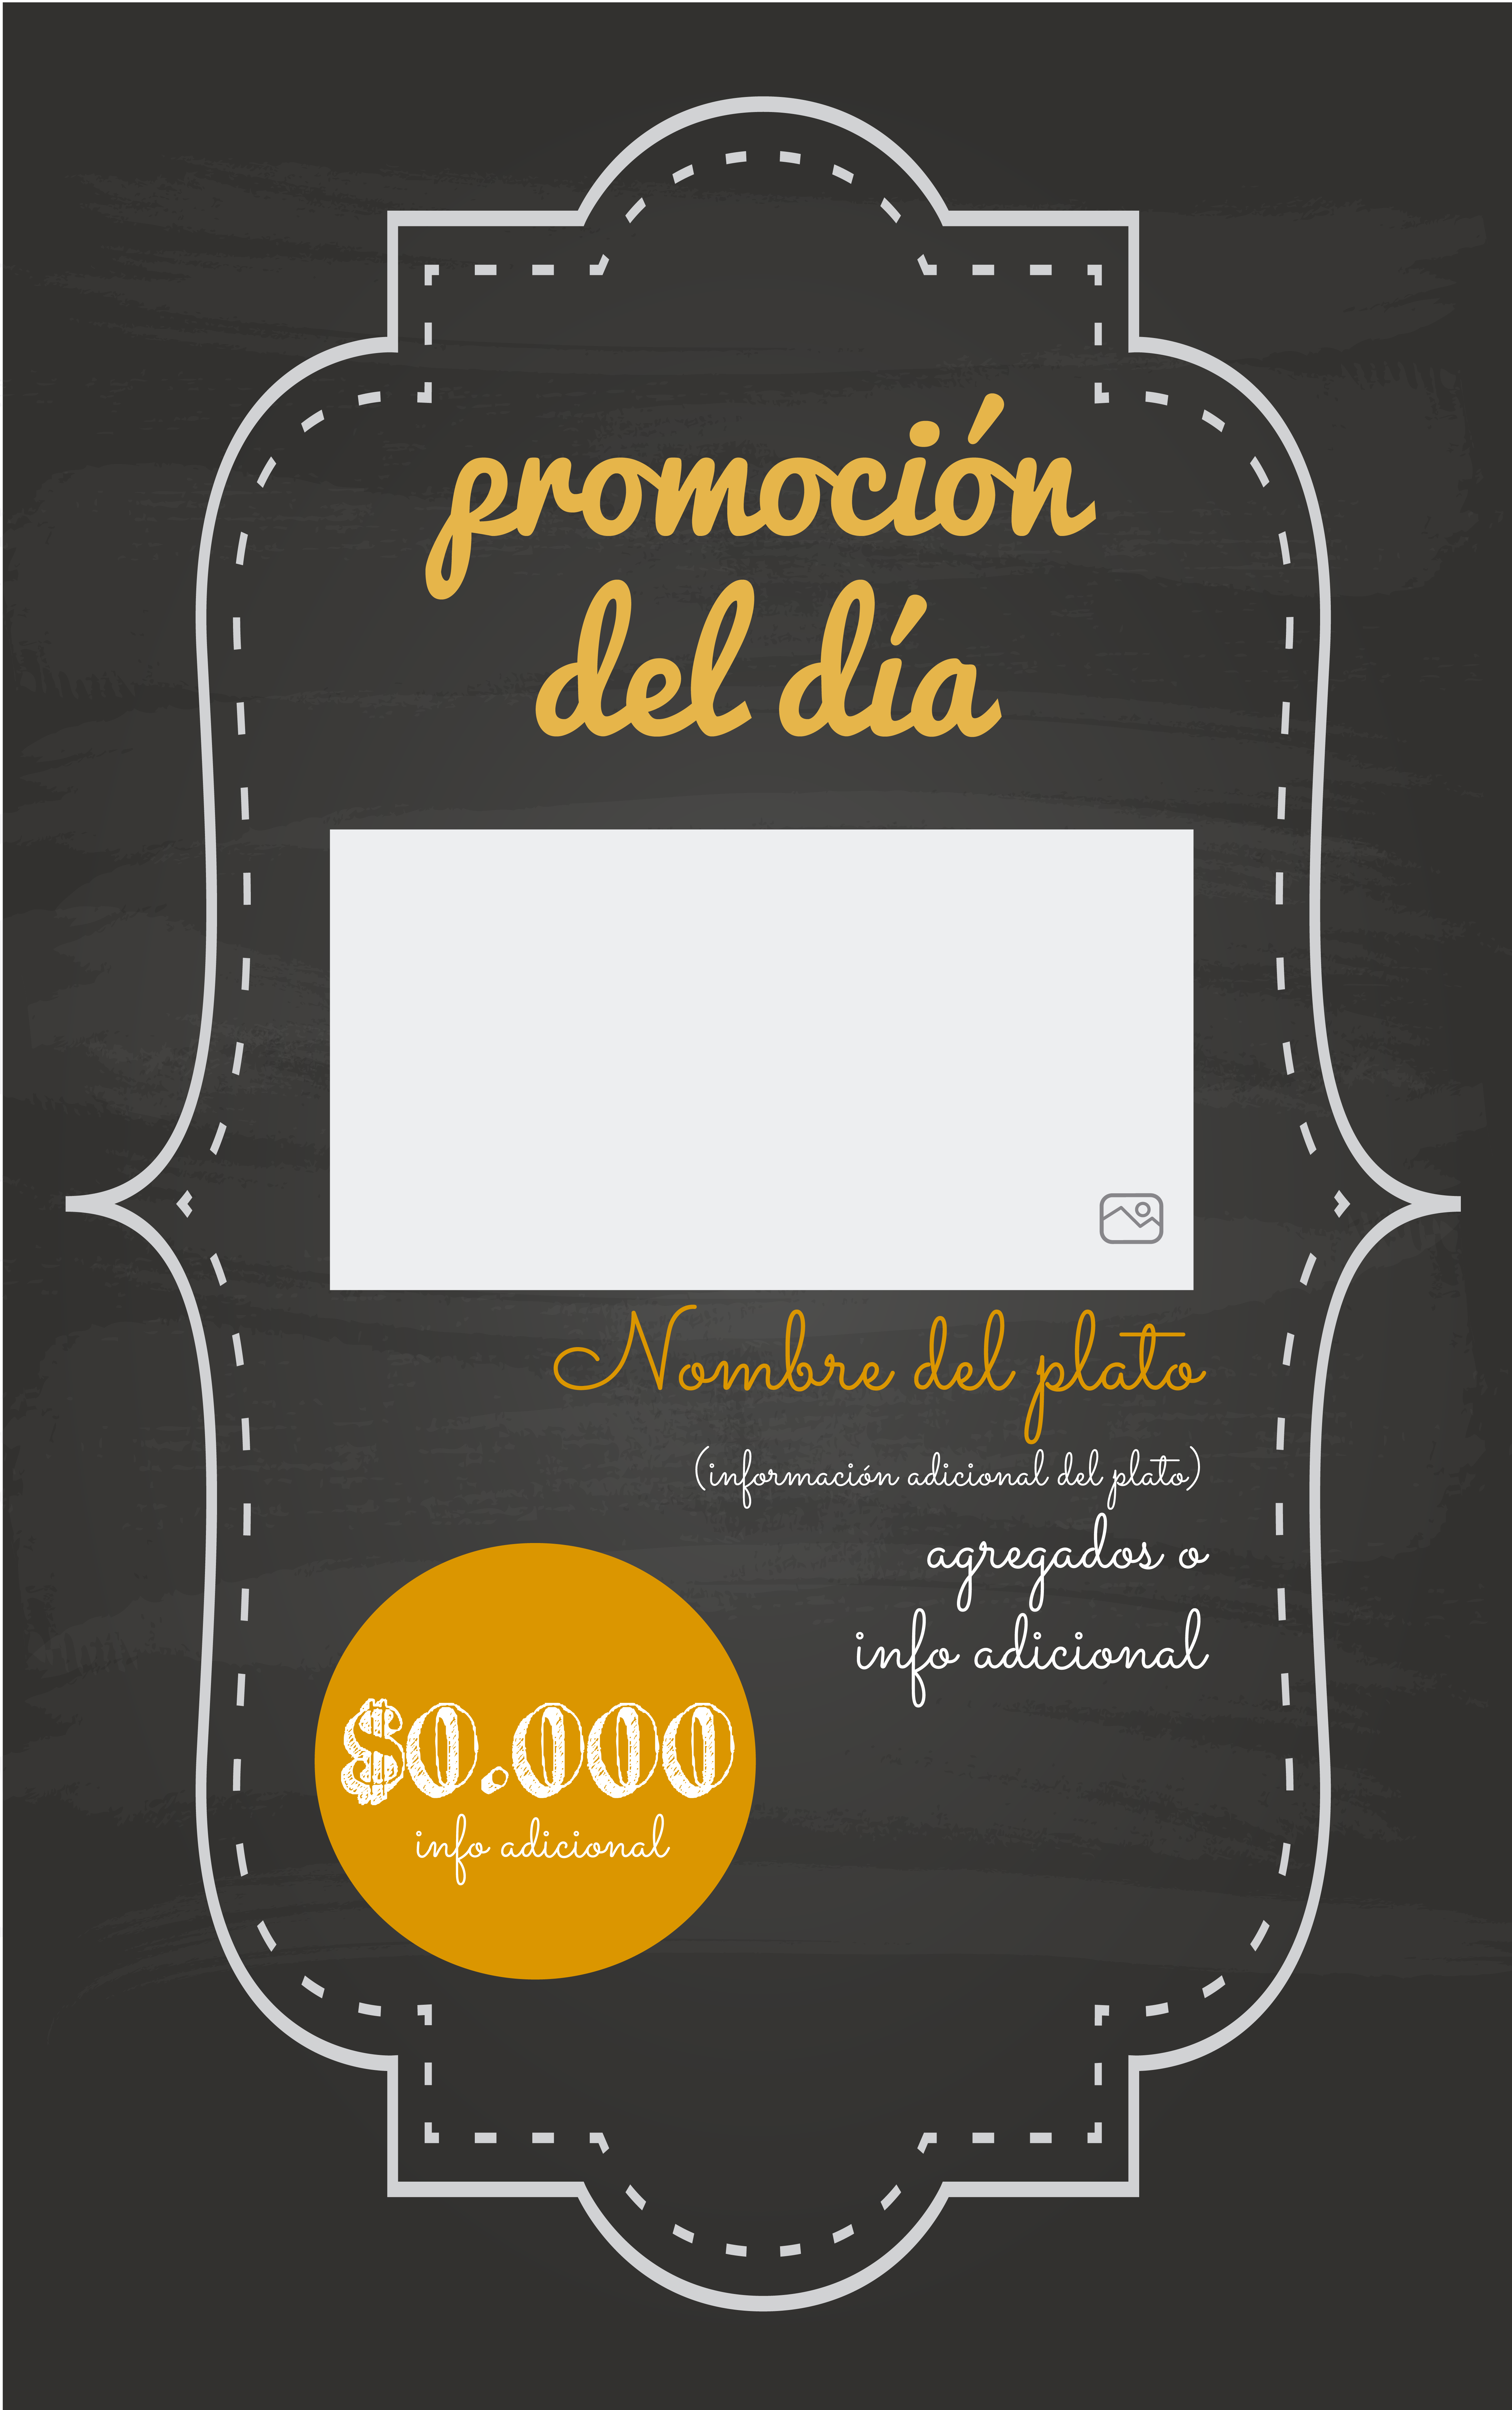 promoción
del día
Nombre del plato
(información adicional del plato)
agregados o
info adicional
$0.000
info adicional